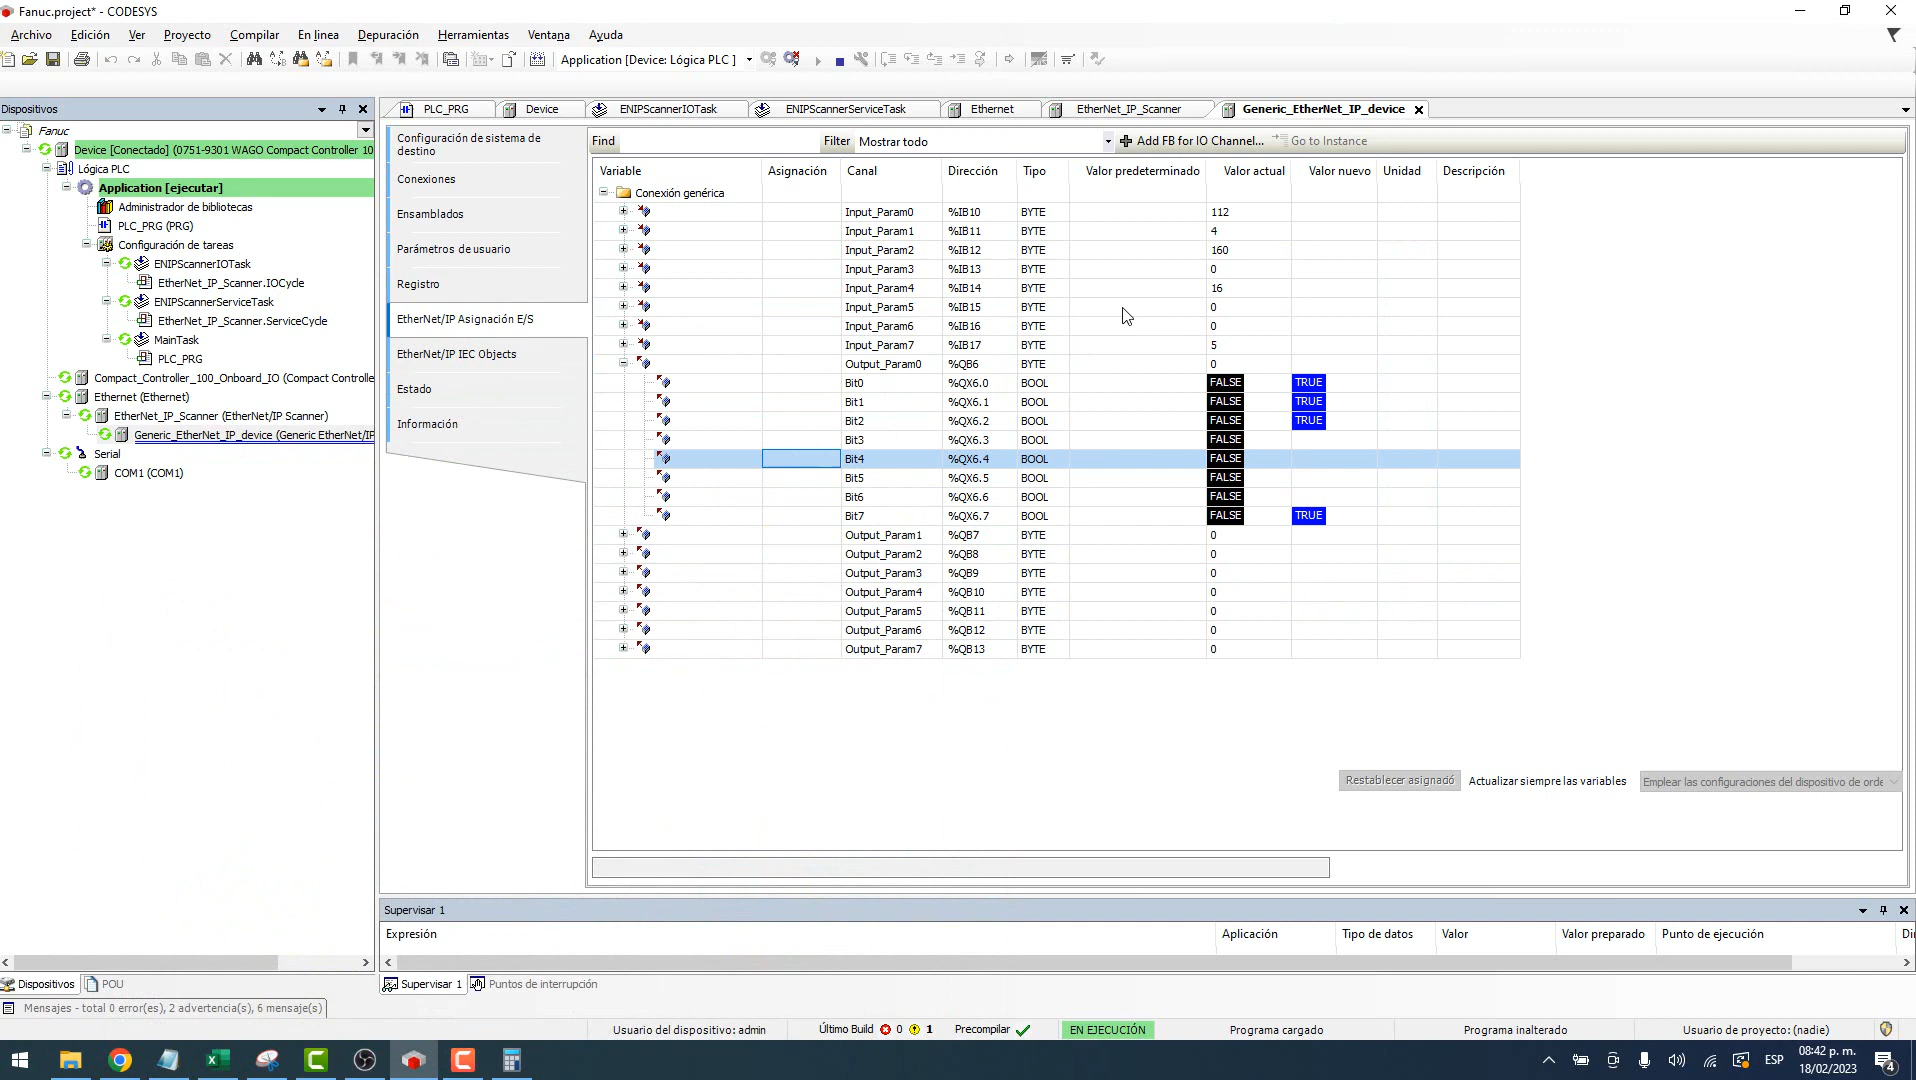 Fanuc.project* - CODESYS
Archivo Edición Ver Proyecto Compilar En línea Depuración Herramientas Ventana Ayuda
Application [Device: Lógica PLC ]
Dispositivos
Fanuc
Device [Conectado] (0751-9301 WAGO Compact Controller 10
Lógica PLC
Application [ejecutar]
Administrador de bibliotecas
PLC_PRG (PRG)
Configuración de tareas
ENIPScannerIOTask
EtherNet_IP_Scanner.IOCycle
ENIPScannerServiceTask
EtherNet_IP_Scanner.ServiceCycle
MainTask
PLC_PRG
Compact_Controller_100_Onboard_IO (Compact Controlle
Ethernet (Ethernet)
EtherNet_IP_Scanner (EtherNet/IP Scanner)
Generic_EtherNet_IP_device (Generic EtherNet/IP
Serial
COM1 (COM1)
Dispositivos POU
PLC_PRG Device ENIPScannerIOTask ENIPScannerServiceTask Ethernet EtherNet_IP_Scanner Generic_EtherNet_IP_device
Configuración de sistema de
destino
Conexiones
Ensamblados
Parámetros de usuario
Registro
EtherNet/IP Asignación E/S
EtherNet/IP IEC Objects
Estado
Información
Find Filter Mostrar todo Add FB for IO Channel... Go to Instance
Variable Asignación Canal Dirección Tipo Valor predeterminado Valor actual Valor nuevo Unidad Descripción
Conexión genérica
Input_Param0 %IB10 BYTE 112
Input_Param1 %IB11 BYTE 4
Input_Param2 %IB12 BYTE 160
Input_Param3 %IB13 BYTE 0
Input_Param4 %IB14 BYTE 16
Input_Param5 %IB15 BYTE 0
Input_Param6 %IB16 BYTE 0
Input_Param7 %IB17 BYTE 5
Output_Param0 %QB6 BYTE 0
Bit0 %QX6.0 BOOL FALSE TRUE
Bit1 %QX6.1 BOOL FALSE TRUE
Bit2 %QX6.2 BOOL FALSE TRUE
Bit3 %QX6.3 BOOL FALSE
Bit4 %QX6.4 BOOL FALSE
Bit5 %QX6.5 BOOL FALSE
Bit6 %QX6.6 BOOL FALSE
Bit7 %QX6.7 BOOL FALSE TRUE
Output_Param1 %QB7 BYTE 0
Output_Param2 %QB8 BYTE 0
Output_Param3 %QB9 BYTE 0
Output_Param4 %QB10 BYTE 0
Output_Param5 %QB11 BYTE 0
Output_Param6 %QB12 BYTE 0
Output_Param7 %QB13 BYTE 0
Restablecer asignació Actualizar siempre las variables Emplear las configuraciones del dispositivo de orde
Supervisar 1
Expresión Aplicación Tipo de datos Valor Valor preparado Punto de ejecución Di
Supervisar 1 Puntos de interrupción
Mensajes - total 0 error(es), 2 advertencia(s), 6 mensaje(s)
Usuario del dispositivo: admin Último Build 0 1 Precompilar EN EJECUCIÓN Programa cargado Programa inalterado Usuario de proyecto: (nadie)
ESP
08:42 p. m.
18/02/2023
4